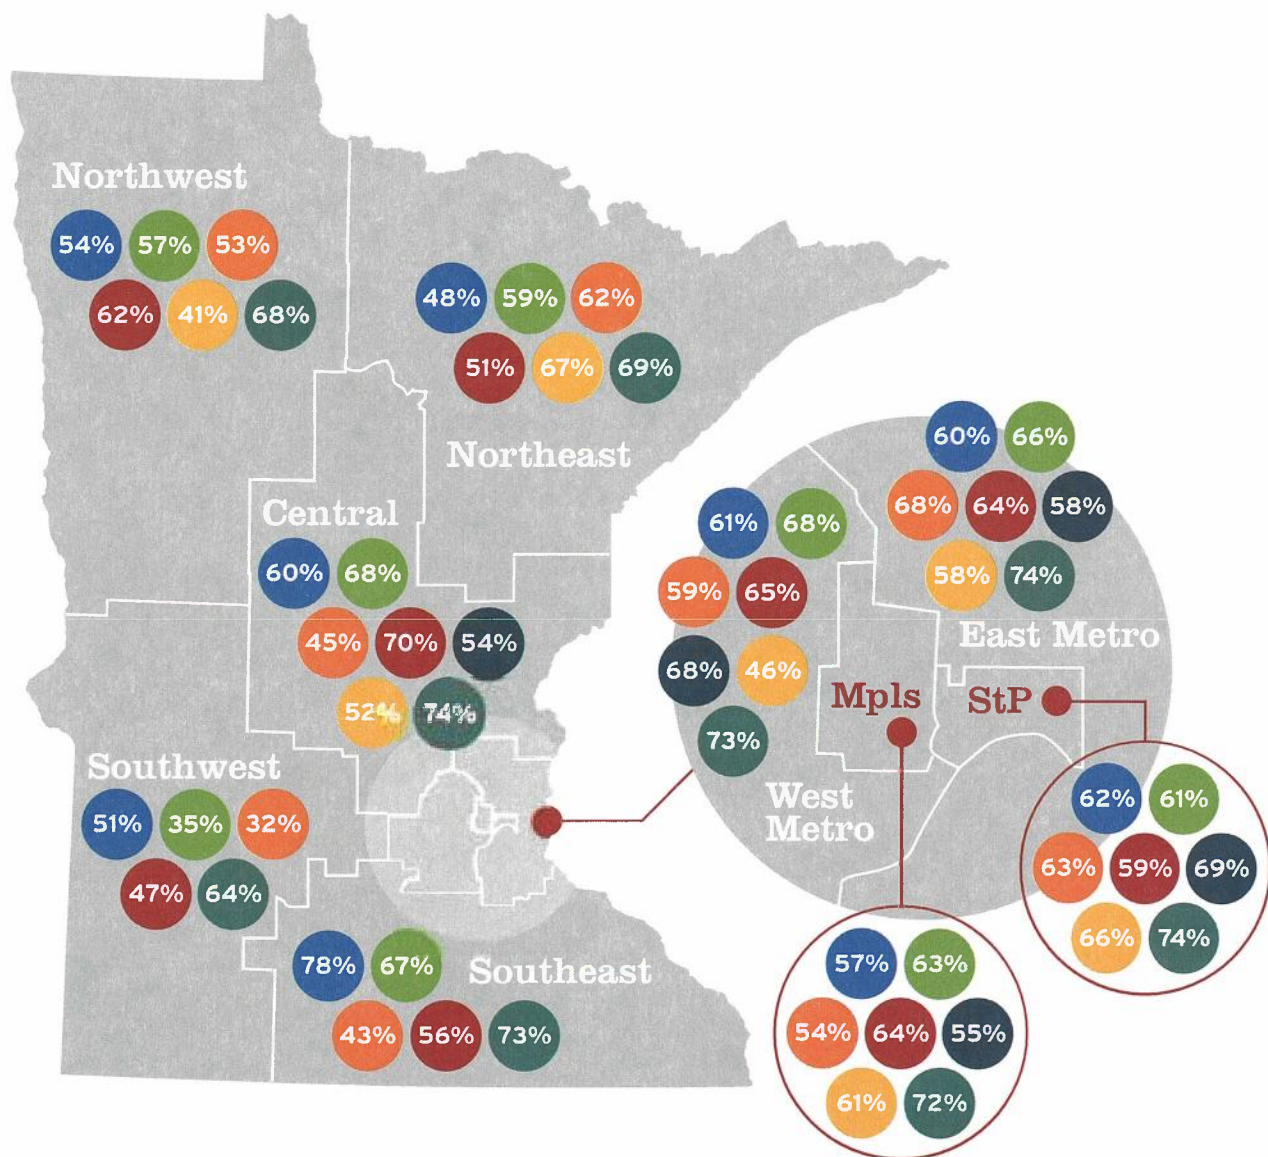 Northwest
54% 57% 53%
62% 41% 68%
48% 59% 62%
51% 67% 69%
Northeast
Central
60% 68%
45% 70% 54%
52% 74%
Southwest
51% 35% 32%
47% 64%
78% 67%
Southeast
43% 56% 73%
61% 68%
59% 65%
68% 46%
73%
West
Metro
60% 66%
68% 64% 58%
58% 74%
East Metro
Mpls
StP
62% 61%
63% 59% 69%
66% 74%
57% 63%
54% 64% 55%
61% 72%